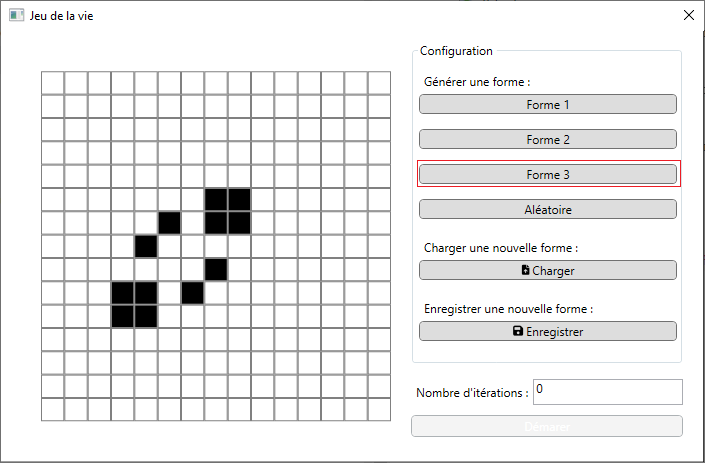 Jeu de la vie
Configuration
Générer une forme :
Forme 1
Forme 2
Forme 3
Aléatoire
Charger une nouvelle forme :
Charger
Enregistrer une nouvelle forme :
Enregistrer
Nombre d'itérations : 0
Démarer